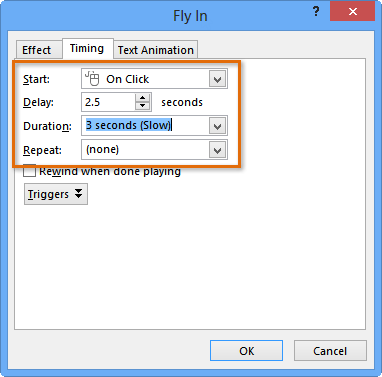 Fly In
?
Effect Timing Text Animation
Start: On Click
Delay: 2.5 seconds
Duration: 3 seconds (Slow)
Repeat: (none)
Rewind when done playing
Triggers
OK Cancel